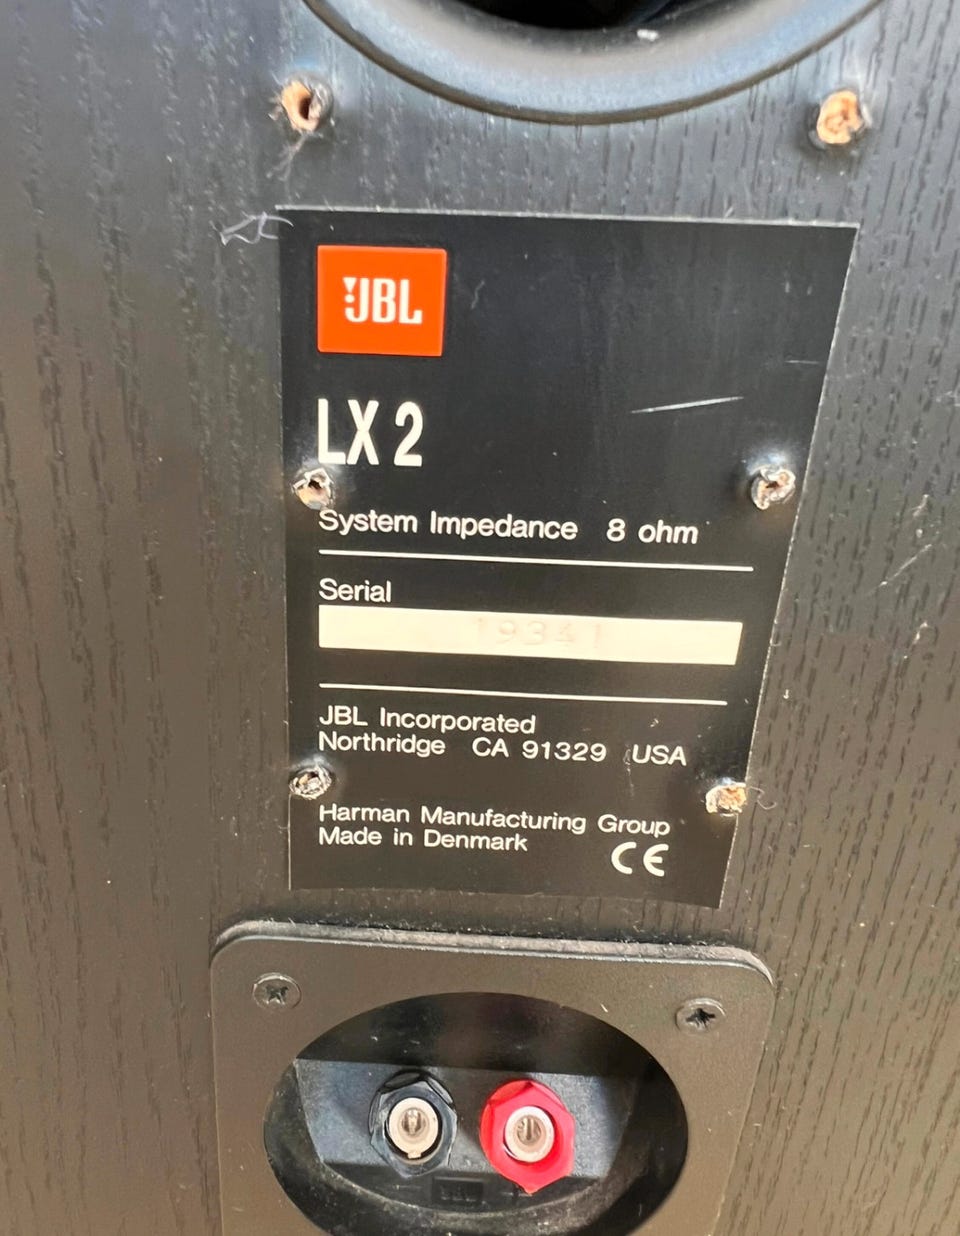 JBL
LX 2
System Impedance 8 ohm
Serial
19341
JBL Incorporated
Northridge CA 91329 USA
Harman Manufacturing Group
Made in Denmark
CE